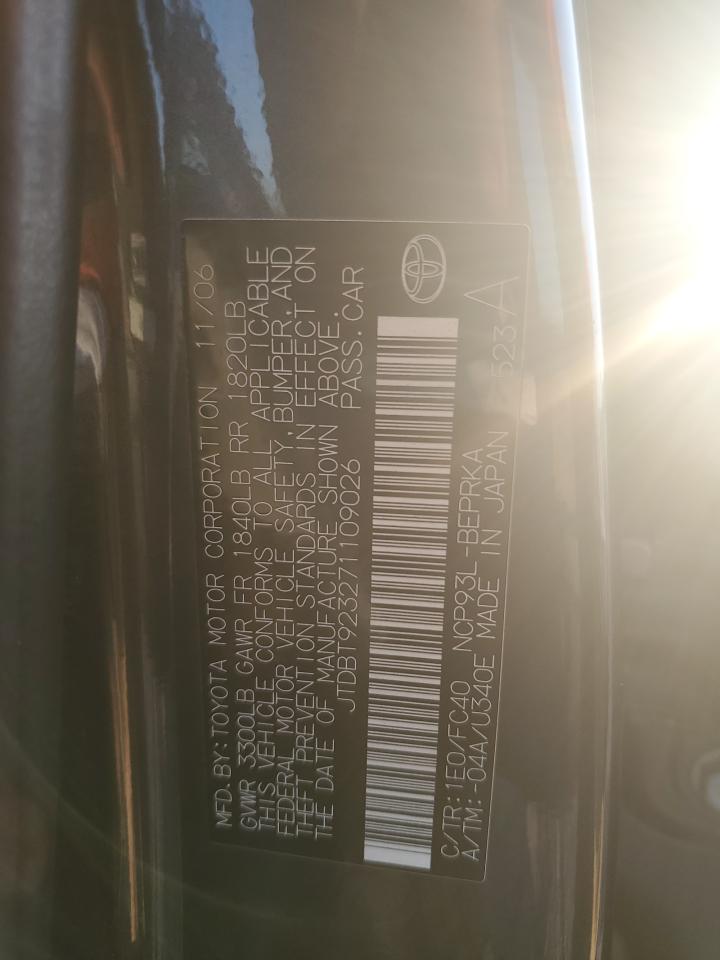 MFD. BY: TOYOTA MOTOR CORPORATION 11/06
GVWR 3300LB GAWR FR 1840LB RR 1820LB
THIS VEHICLE CONFORMS TO ALL APPLICABLE
FEDERAL MOTOR VEHICLE SAFETY, BUMPER, AND
THEFT PREVENTION STANDARDS IN EFFECT ON
THE DATE OF MANUFACTURE SHOWN ABOVE.
JTDBT923271109026 PASS. CAR
C/TR: 1E0/FC40 NCP93L-BEPRKA
A/TM: -04A/U340E MADE IN JAPAN 523 A